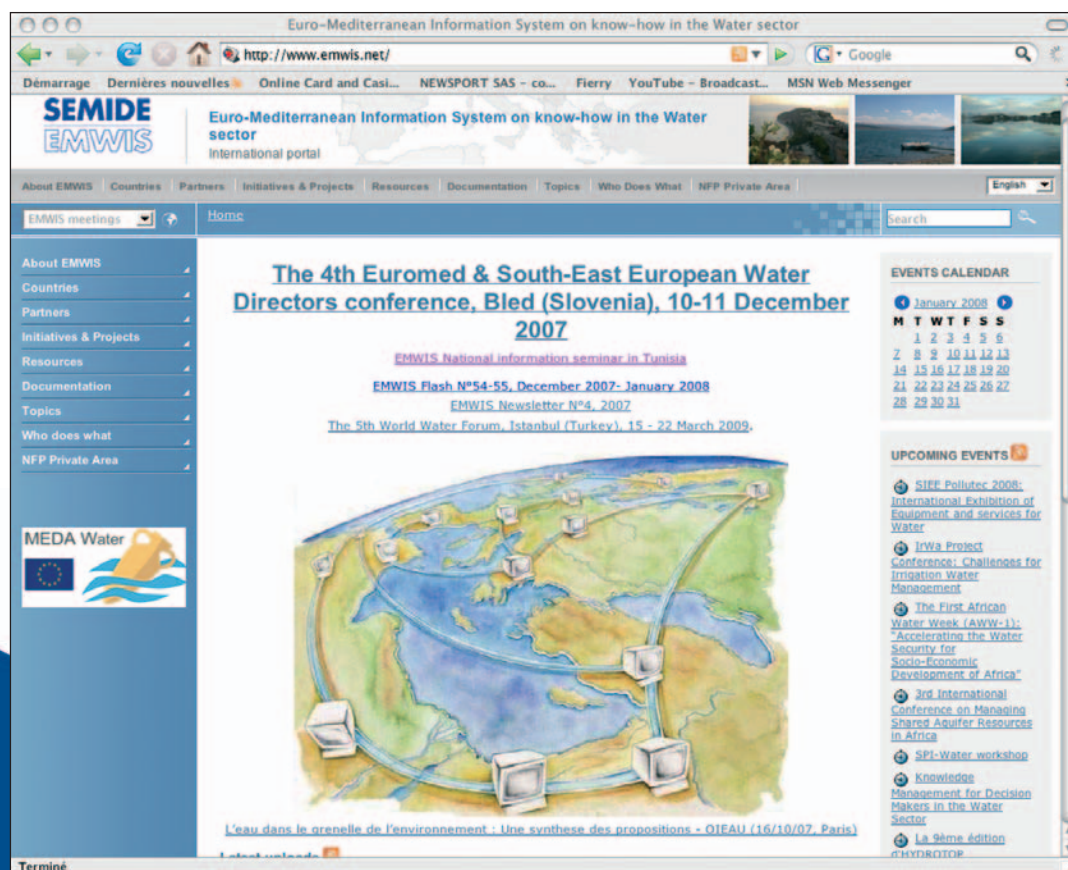 Euro-Mediterranean Information System on know-how in the Water sector
http://www.emwis.net/
G
Google
Démarrage Dernières nouvelles Online Card and Casi... NEWSPORT SAS - co... Fierry YouTube - Broadcast... MSN Web Messenger
SEMIDE
EMWIS
Euro-Mediterranean Information System on know-how in the Water
sector
International portal
About EMWIS Countries Partners Initiatives & Projects Resources Documentation Topics Who Does What NFP Private Area
English
EMWIS meetings
Home
Search
About EMWIS
Countries
Partners
Initiatives & Projects
Resources
Documentation
Topics
Who does what
NFP Private Area
MEDA Water
The 4th Euromed & South-East European Water
Directors conference, Bled (Slovenia), 10-11 December
2007
EMWIS National information seminar in Tunisia
EMWIS Flash N°54-55, December 2007- January 2008
EMWIS Newsletter N°4, 2007
The 5th World Water Forum, Istanbul (Turkey), 15 - 22 March 2009.
L'eau dans le grenelle de l'environnement : Une synthese des propositions - OIEAU (16/10/07, Paris)
Latest uploads
EVENTS CALENDAR
January 2008
M T W T F S S
1 2 3 4 5 6
7 8 9 10 11 12 13
14 15 16 17 18 19 20
21 22 23 24 25 26 27
28 29 30 31
UPCOMING EVENTS
SIEE Pollutec 2008:
International Exhibition of
Equipment and services for
Water
IrWa Project
Conference: Challenges for
Irrigation Water
Management
The First African
Water Week (AWW-1):
"Accelerating the Water
Security for
Socio-Economic
Development of Africa"
3rd International
Conference on Managing
Shared Aquifer Resources
in Africa
SPI-Water workshop
Knowledge
Management for Decision
Makers in the Water
Sector
La 9ème édition
d'HYDROTOP
Terminé